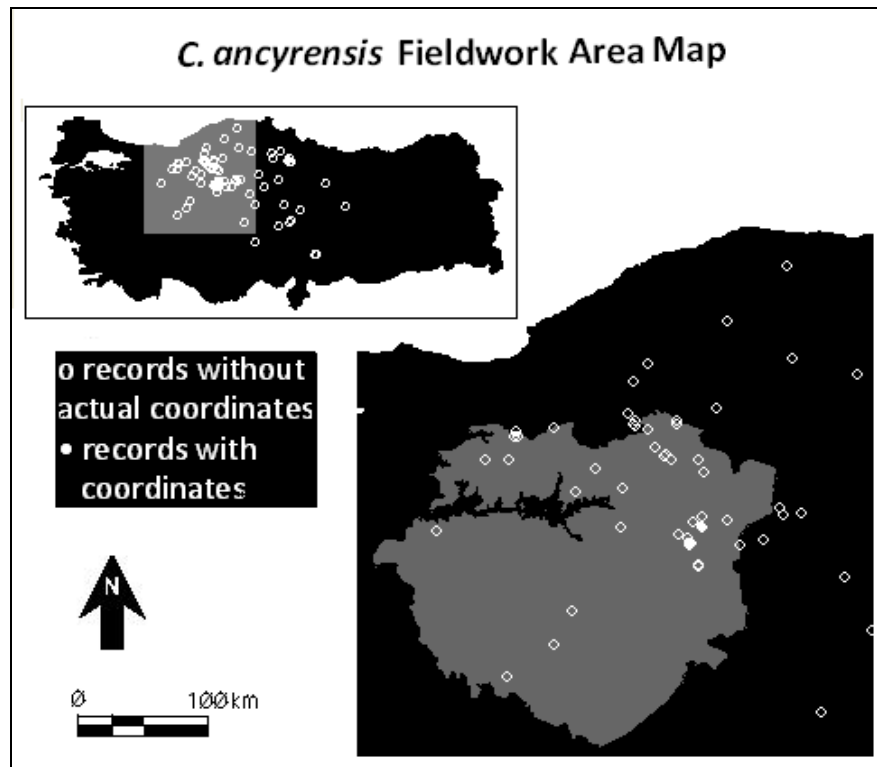 C. ancyrensis Fieldwork Area Map
o records without
actual coordinates
• records with
coordinates
N
0 100km